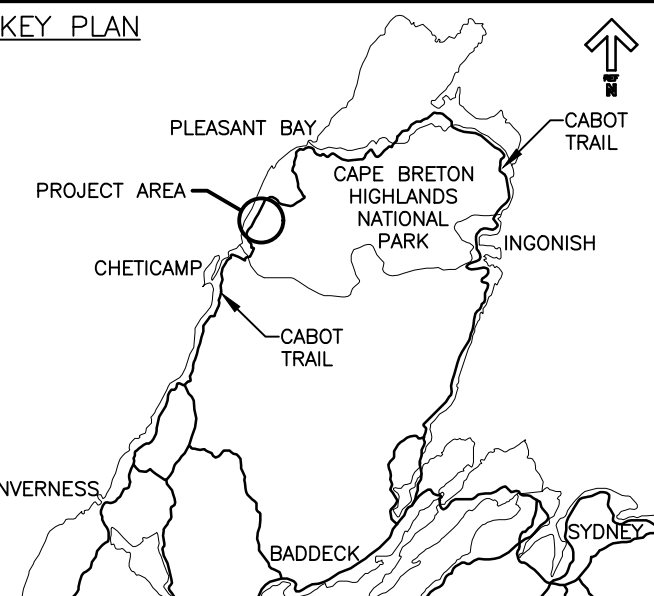 KEY PLAN
REF
N
PLEASANT BAY
CABOT
TRAIL
CAPE BRETON
HIGHLANDS
NATIONAL
PARK
PROJECT AREA
INGONISH
CHETICAMP
CABOT
TRAIL
NVERNESS
SYDNEY
BADDECK